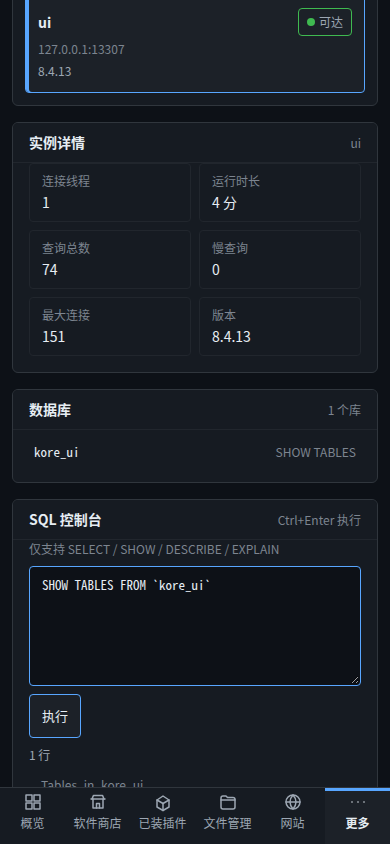 ui
可达
127.0.0.1:13307
8.4.13
实例详情
ui
连接线程
运行时长
1
4 分
查询总数
慢查询
74
0
最大连接
版本
151
8.4.13
数据库
1 个库
kore_ui
SHOW TABLES
SQL 控制台
Ctrl+Enter 执行
仅支持 SELECT / SHOW / DESCRIBE / EXPLAIN
SHOW TABLES FROM `kore_ui`
执行
1 行
Tables_in_kore_ui
概览
软件商店
已装插件
文件管理
网站
更多